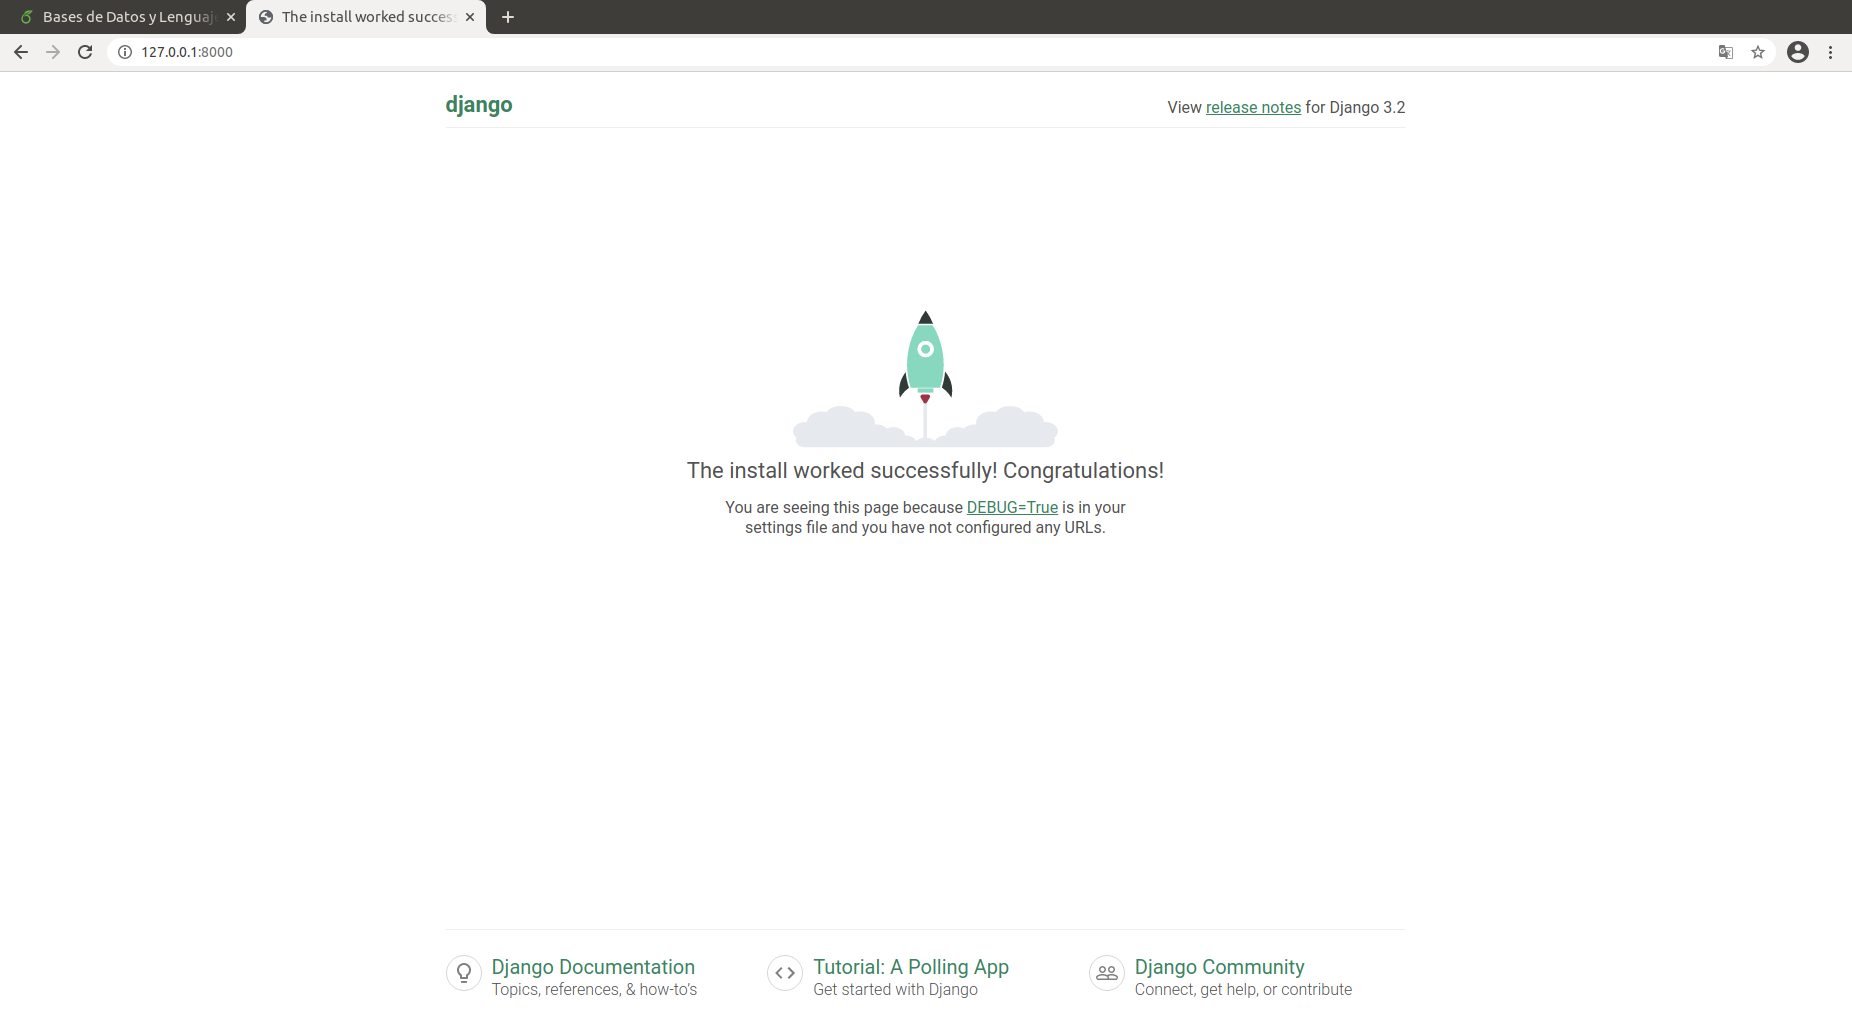 Bases de Datos y Lenguaj
The install worked success
127.0.0.1:8000
django
View release notes for Django 3.2
The install worked successfully! Congratulations!
You are seeing this page because DEBUG=True is in your
settings file and you have not configured any URLs.
Django Documentation
Topics, references, & how-to's
Tutorial: A Polling App
Get started with Django
Django Community
Connect, get help, or contribute